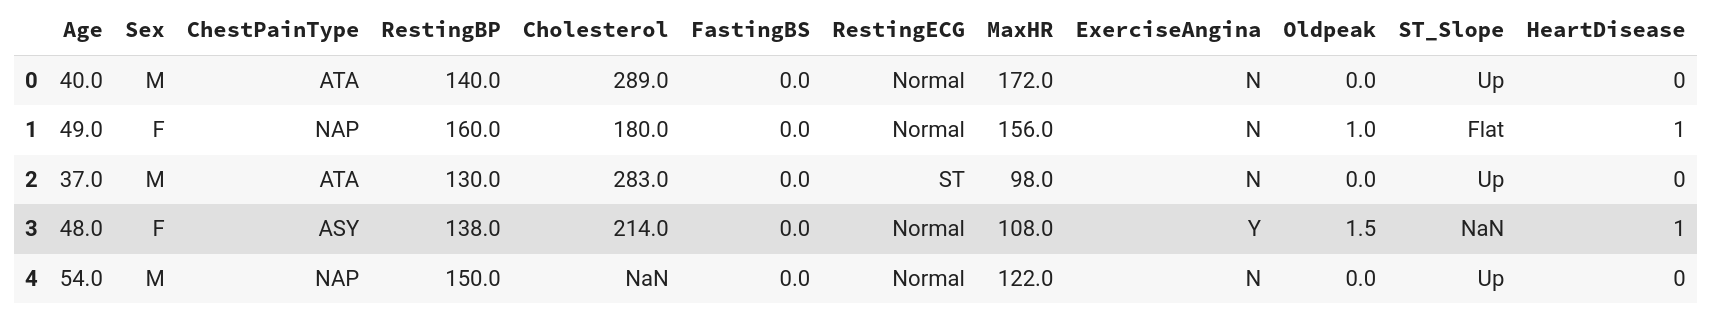 Age Sex ChestPainType RestingBP Cholesterol FastingBS RestingECG MaxHR ExerciseAngina Oldpeak ST_Slope HeartDisease
0 40.0 M ATA 140.0 289.0 0.0 Normal 172.0 N 0.0 Up 0
1 49.0 F NAP 160.0 180.0 0.0 Normal 156.0 N 1.0 Flat 1
2 37.0 M ATA 130.0 283.0 0.0 ST 98.0 N 0.0 Up 0
3 48.0 F ASY 138.0 214.0 0.0 Normal 108.0 Y 1.5 NaN 1
4 54.0 M NAP 150.0 NaN 0.0 Normal 122.0 N 0.0 Up 0